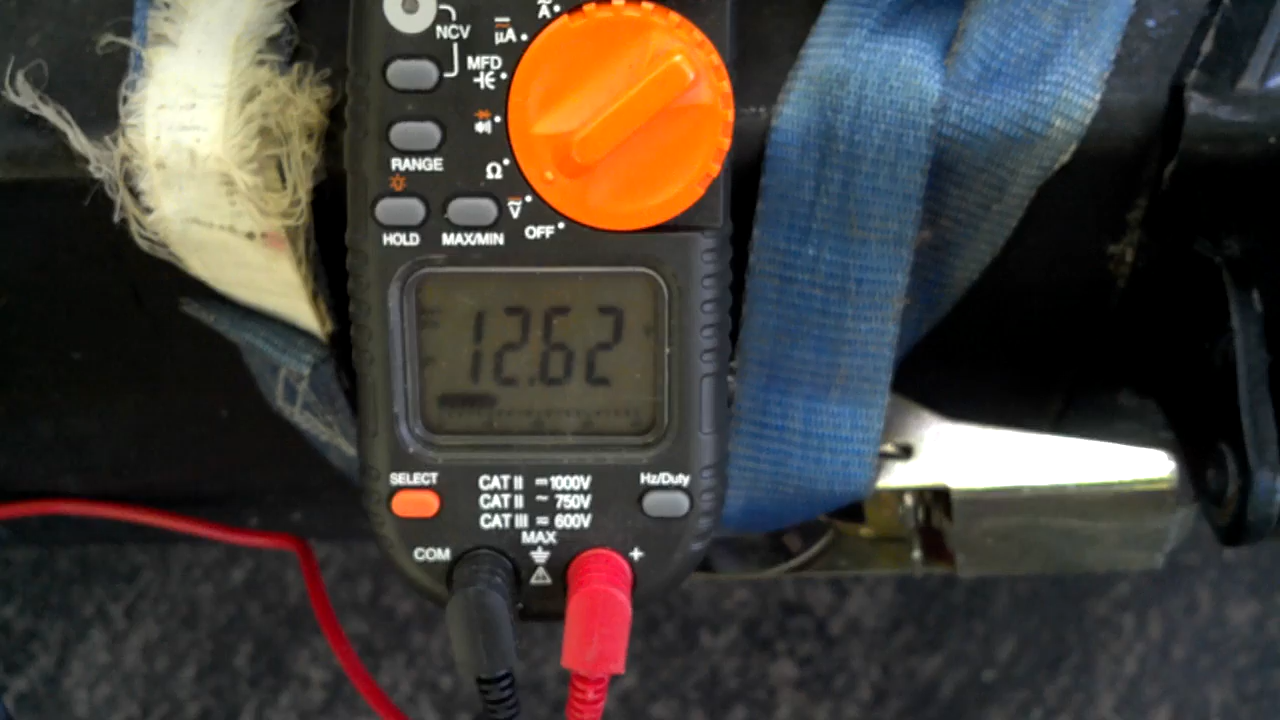 NCV
Ã
μA
MFD
RANGE
Ω
HOLD
MAX/MIN
V
OFF
12.62
SELECT
Hz/Duty
CAT II ⎓1000V
CAT II ~ 750V
CAT III ≂ 600V
MAX
COM
+